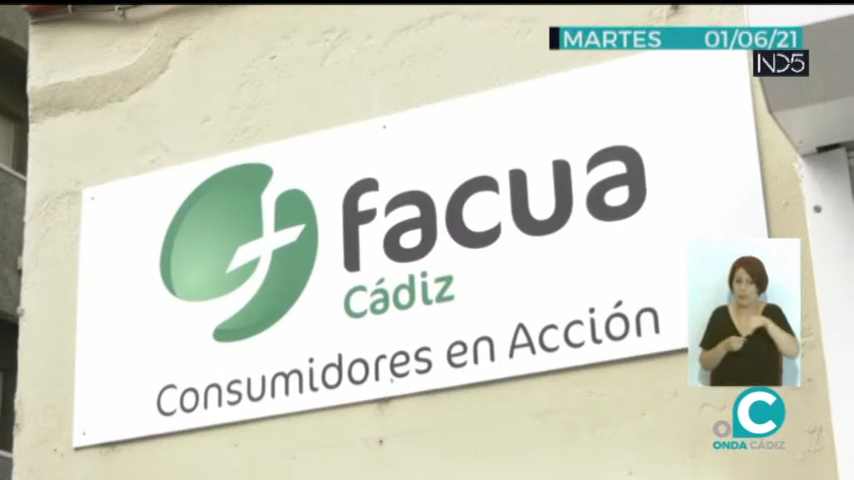 MARTES 01/06/21
ND5
facua
Cádiz
Consumidores en Acción
ONDA CÁDIZ